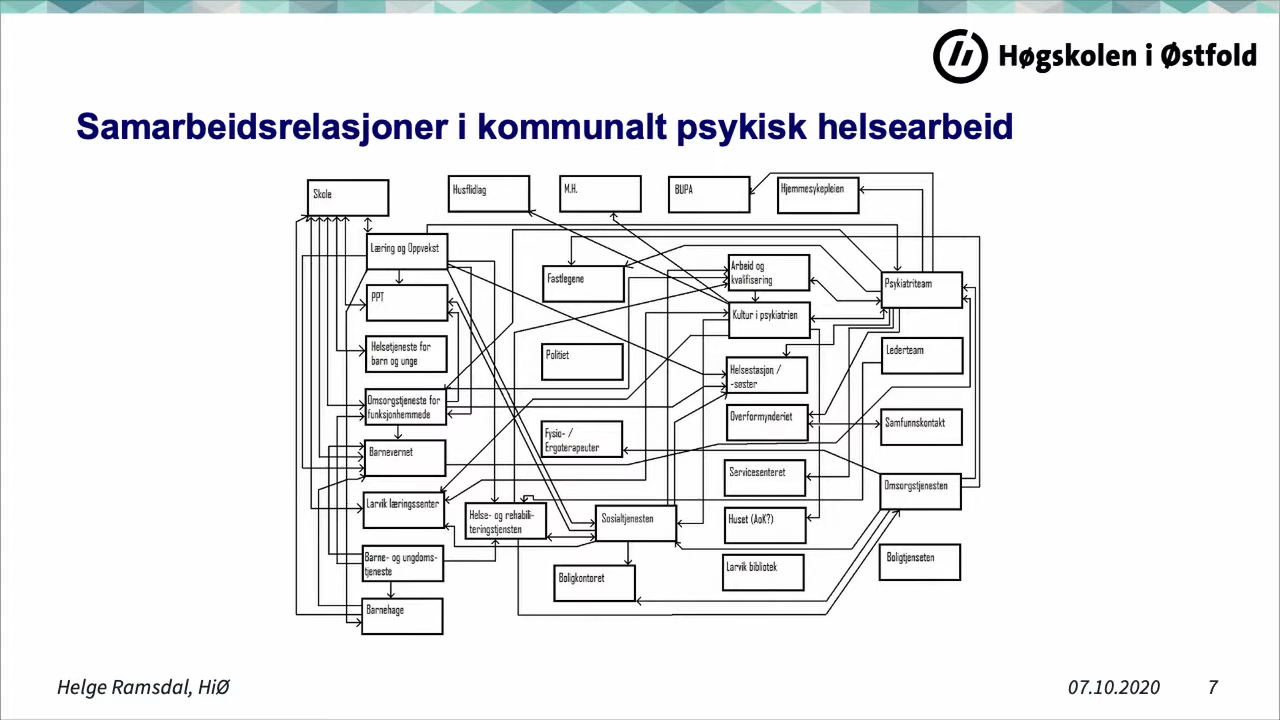 Høgskolen i Østfold
Samarbeidsrelasjoner i kommunalt psykisk helsearbeid
Skole
Husflidlag
M.H.
BUPA
Hjemmesykepleien
Læring og Oppvekst
Fastlegene
Arbeid og
kvalifisering
Psykiatriteam
PPT
Kultur i psykiatrien
Helsetjeneste for
barn og unge
Politiet
Helsestasjon /
-søster
Lederteam
Omsorgstjeneste for
funksjonhemmede
Overformynderiet
Samfunnskontakt
Fysio- /
Ergoterapeuter
Barnevernet
Servicesenteret
Omsorgstjenesten
Larvik læringssenter
Helse- og rehabili-
teringstjensten
Sosialtjenesten
Huset (AoK?)
Barne- og ungdoms-
tjeneste
Boligkontoret
Larvik bibliotek
Boligtjenseten
Barnehage
Helge Ramsdal, HiØ
07.10.2020
7